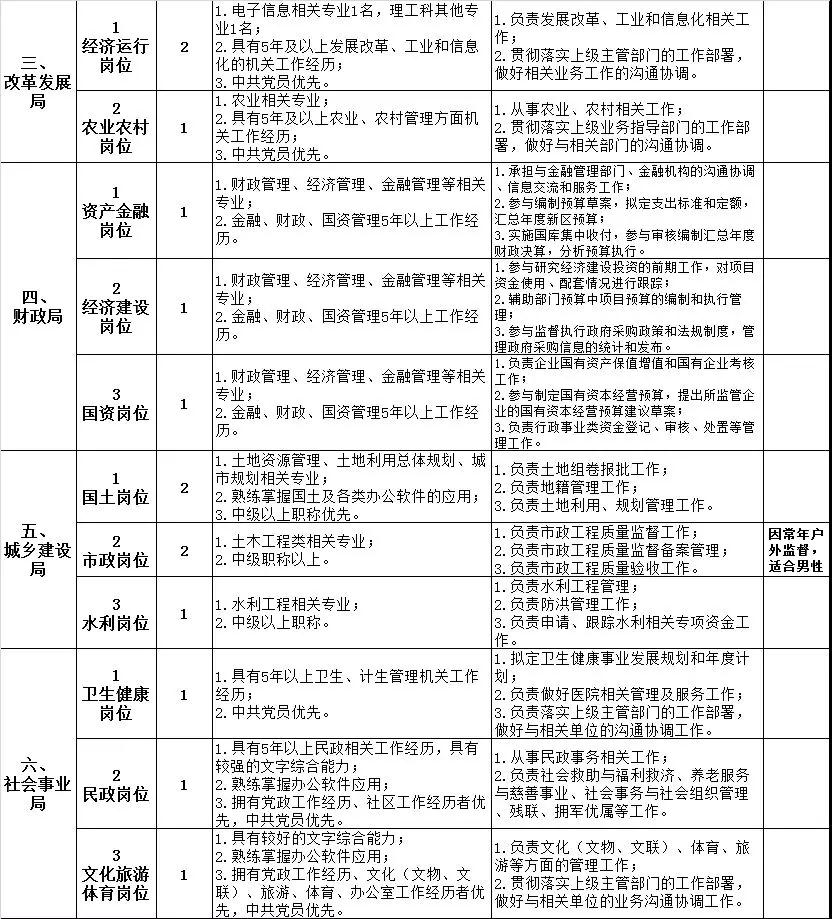 三、
改革发展
局
1
经济运行
岗位
2
1.电子信息相关专业1名，理工科其他专
业1名；
2.具有5年及以上发展改革、工业和信息
化的机关工作经历；
3.中共党员优先。
1.负责发展改革、工业和信息化相关工
作；
2.贯彻落实上级主管部门的工作部署，
做好相关业务工作的沟通协调。
2
农业农村
岗位
1
1.农业相关专业；
2.具有5年及以上农业、农村管理方面机
关工作经历；
3.中共党员优先。
1.从事农业、农村相关工作；
2.贯彻落实上级业务指导部门的工作部
署，做好与相关部门的沟通协调。
四、
财政局
1
资产金融
岗位
1
1.财政管理、经济管理、金融管理等相关
专业；
2.金融、财政、国资管理5年以上工作经
历。
1.承担与金融管理部门、金融机构的沟通协调
、信息交流和服务工作；
2.参与编制预算草案，拟定支出标准和定额，
汇总年度新区预算；
3.实施国库集中收付，参与审核编制汇总年度
财政决算，分析预算执行。
2
经济建设
岗位
1
1.财政管理、经济管理、金融管理等相关
专业；
2.金融、财政、国资管理5年以上工作经
历。
1.参与研究经济建设投资的前期工作，对项目
资金使用、配套情况进行跟踪；
2.辅助部门预算中项目预算的编制和执行管
理；
3.参与监督执行政府采购政策和法规制度，管
理政府采购信息的统计和发布。
3
国资岗位
1
1.财政管理、经济管理、金融管理等相关
专业；
2.金融、财政、国资管理5年以上工作经
历。
1.负责企业国有资产保值增值和国有企业考核
工作；
2.参与制定国有资本经营预算，提出所监管企
业的国有资本经营预算建议草案；
3.负责行政事业类资金登记、审核、处置等管
理工作。
五、
城乡建设
局
1
国土岗位
2
1.土地资源管理、土地利用总体规划、城
市规划相关专业；
2.熟练掌握国土及各类办公软件的应用；
3.中级以上职称优先。
1.负责土地组卷报批工作；
2.负责地籍管理工作；
3.负责土地利用、规划管理工作。
2
市政岗位
2
1.土木工程类相关专业；
2.中级职称以上。
1.负责市政工程质量监督工作；
2.负责市政工程质量监督备案管理；
3.负责市政工程质量验收工作。
因常年户
外监督，
适合男性
3
水利岗位
1
1.水利工程相关专业；
2.中级以上职称。
1.负责水利工程管理；
2.负责防洪管理工作；
3.负责申请、跟踪水利相关专项资金工
作。
六、
社会事业
局
1
卫生健康
岗位
1
1.具有5年以上卫生、计生管理机关工作
经历；
2.中共党员优先。
1.拟定卫生健康事业发展规划和年度计
划；
2.负责做好医院相关管理及服务工作；
3.负责落实上级主管部门的工作部署，
做好与相关单位的沟通协调工作。
2
民政岗位
1
1.具有5年以上民政相关工作经历，具有
较强的文字综合能力；
2.熟练掌握办公软件应用；
3.拥有党政工作经历、社区工作经历者优
先，中共党员优先。
1.从事民政事务相关工作；
2.负责社会救助与福利救济、养老服务
与慈善事业、社会事务与社会组织管理
、残联、拥军优属等工作。
3
文化旅游
体育岗位
1
1.具有较好的文字综合能力；
2.熟练掌握办公软件应用；
3.拥有党政工作经历、文化（文物、文
联）、旅游、体育、办公室工作经历者优
先，中共党员优先。
1.负责文化（文物、文联）、体育、旅
游等方面的管理工作；
2.贯彻落实上级主管部门的工作部署，
做好与相关单位的业务沟通协调工作。